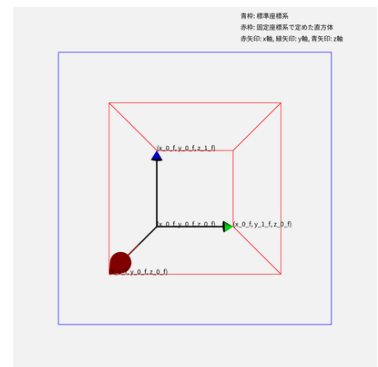 青枠: 標準座標系
赤枠: 固定座標系で定めた直方体
赤矢印: x軸, 緑矢印: y軸, 青矢印: z軸
(x_0_f, y_0_f, z_1_f)
(x_0_f, y_0_f, z_0_f)
(x_0_f, y_1_f, z_0_f)
y_0_f, z_0_f)